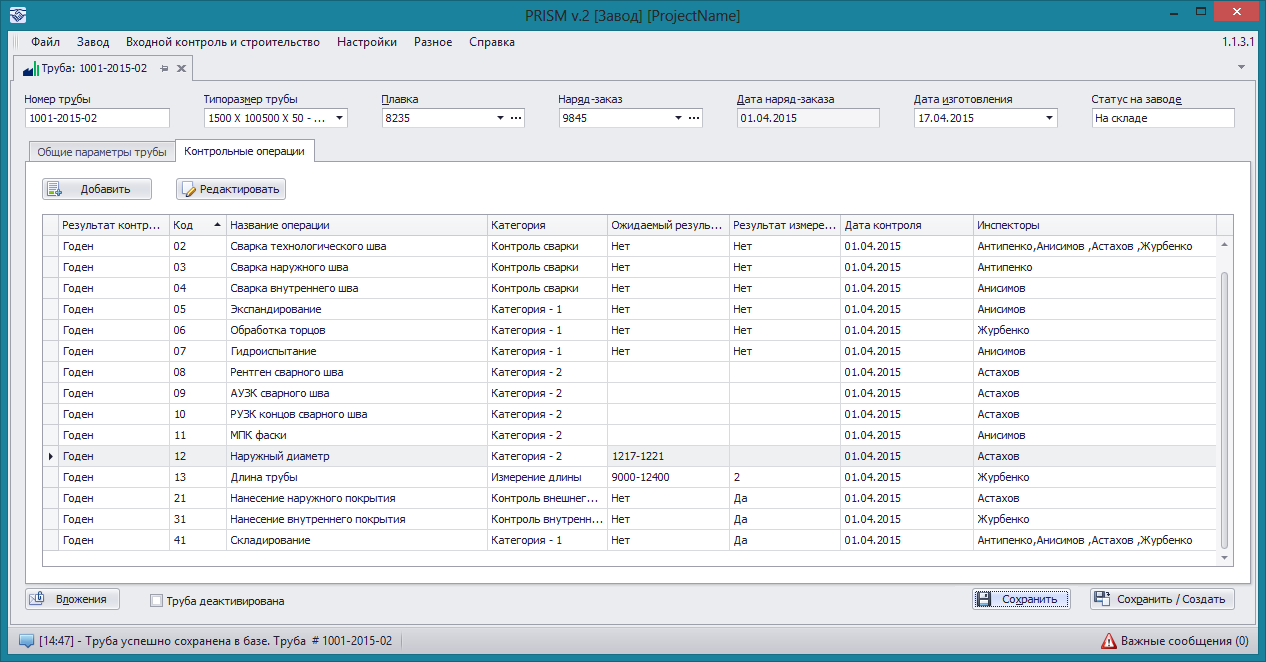 PRISM v.2 [Завод] [ProjectName]
Файл Завод Входной контроль и строительство Настройки Разное Справка 1.1.3.1
Труба: 1001-2015-02
Номер трубы Типоразмер трубы Плавка Наряд-заказ Дата наряд-заказа Дата изготовления Статус на заводе
1001-2015-02 1500 X 100500 X 50 - ... 8235 9845 01.04.2015 17.04.2015 На складе
Общие параметры трубы Контрольные операции
Добавить Редактировать
Результат контр... Код Название операции Категория Ожидаемый резуль... Результат измере... Дата контроля Инспекторы
Годен 02 Сварка технологического шва Контроль сварки Нет Нет 01.04.2015 Антипенко,Анисимов ,Астахов ,Журбенко
Годен 03 Сварка наружного шва Контроль сварки Нет Нет 01.04.2015 Антипенко
Годен 04 Сварка внутреннего шва Контроль сварки Нет Нет 01.04.2015 Анисимов
Годен 05 Экспандирование Категория - 1 Нет Нет 01.04.2015 Анисимов
Годен 06 Обработка торцов Категория - 1 Нет Нет 01.04.2015 Журбенко
Годен 07 Гидроиспытание Категория - 1 Нет Нет 01.04.2015 Анисимов
Годен 08 Рентген сварного шва Категория - 2 01.04.2015 Астахов
Годен 09 АУЗК сварного шва Категория - 2 01.04.2015 Астахов
Годен 10 РУЗК концов сварного шва Категория - 2 01.04.2015 Астахов
Годен 11 МПК фаски Категория - 2 01.04.2015 Анисимов
Годен 12 Наружный диаметр Категория - 2 1217-1221 01.04.2015 Астахов
Годен 13 Длина трубы Измерение длины 9000-12400 2 01.04.2015 Журбенко
Годен 21 Нанесение наружного покрытия Контроль внешнег... Нет Да 01.04.2015 Астахов
Годен 31 Нанесение внутреннего покрытия Контроль внутренн... Нет Да 01.04.2015 Журбенко
Годен 41 Складирование Категория - 1 Нет Да 01.04.2015 Антипенко,Анисимов ,Астахов ,Журбенко
Вложения Труба деактивирована Сохранить Сохранить / Создать
[14:47] - Труба успешно сохранена в базе. Труба # 1001-2015-02 Важные сообщения (0)